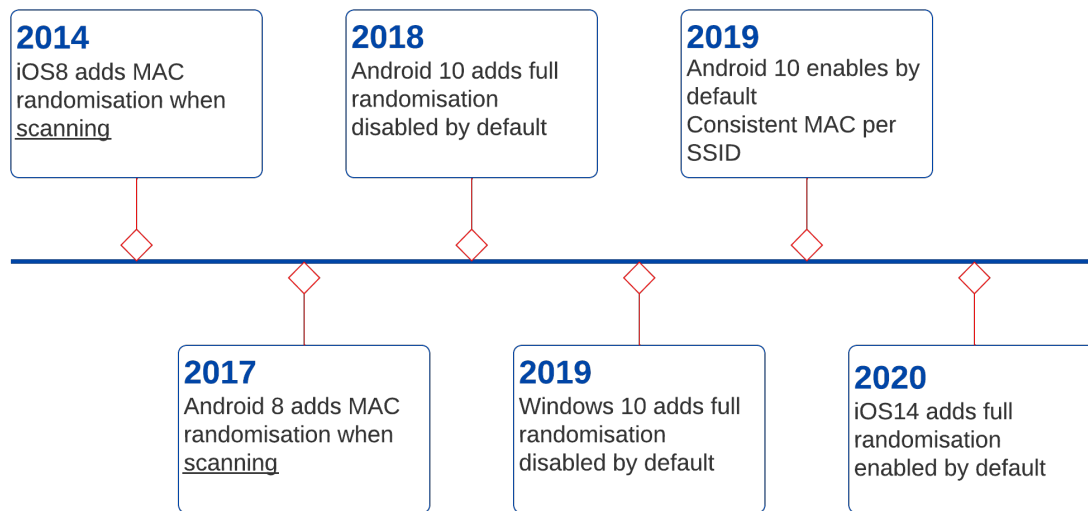 2014
iOS8 adds MAC
randomisation when
scanning
2018
Android 10 adds full
randomisation
disabled by default
2019
Android 10 enables by
default
Consistent MAC per
SSID
2017
Android 8 adds MAC
randomisation when
scanning
2019
Windows 10 adds full
randomisation
disabled by default
2020
iOS14 adds full
randomisation
enabled by default